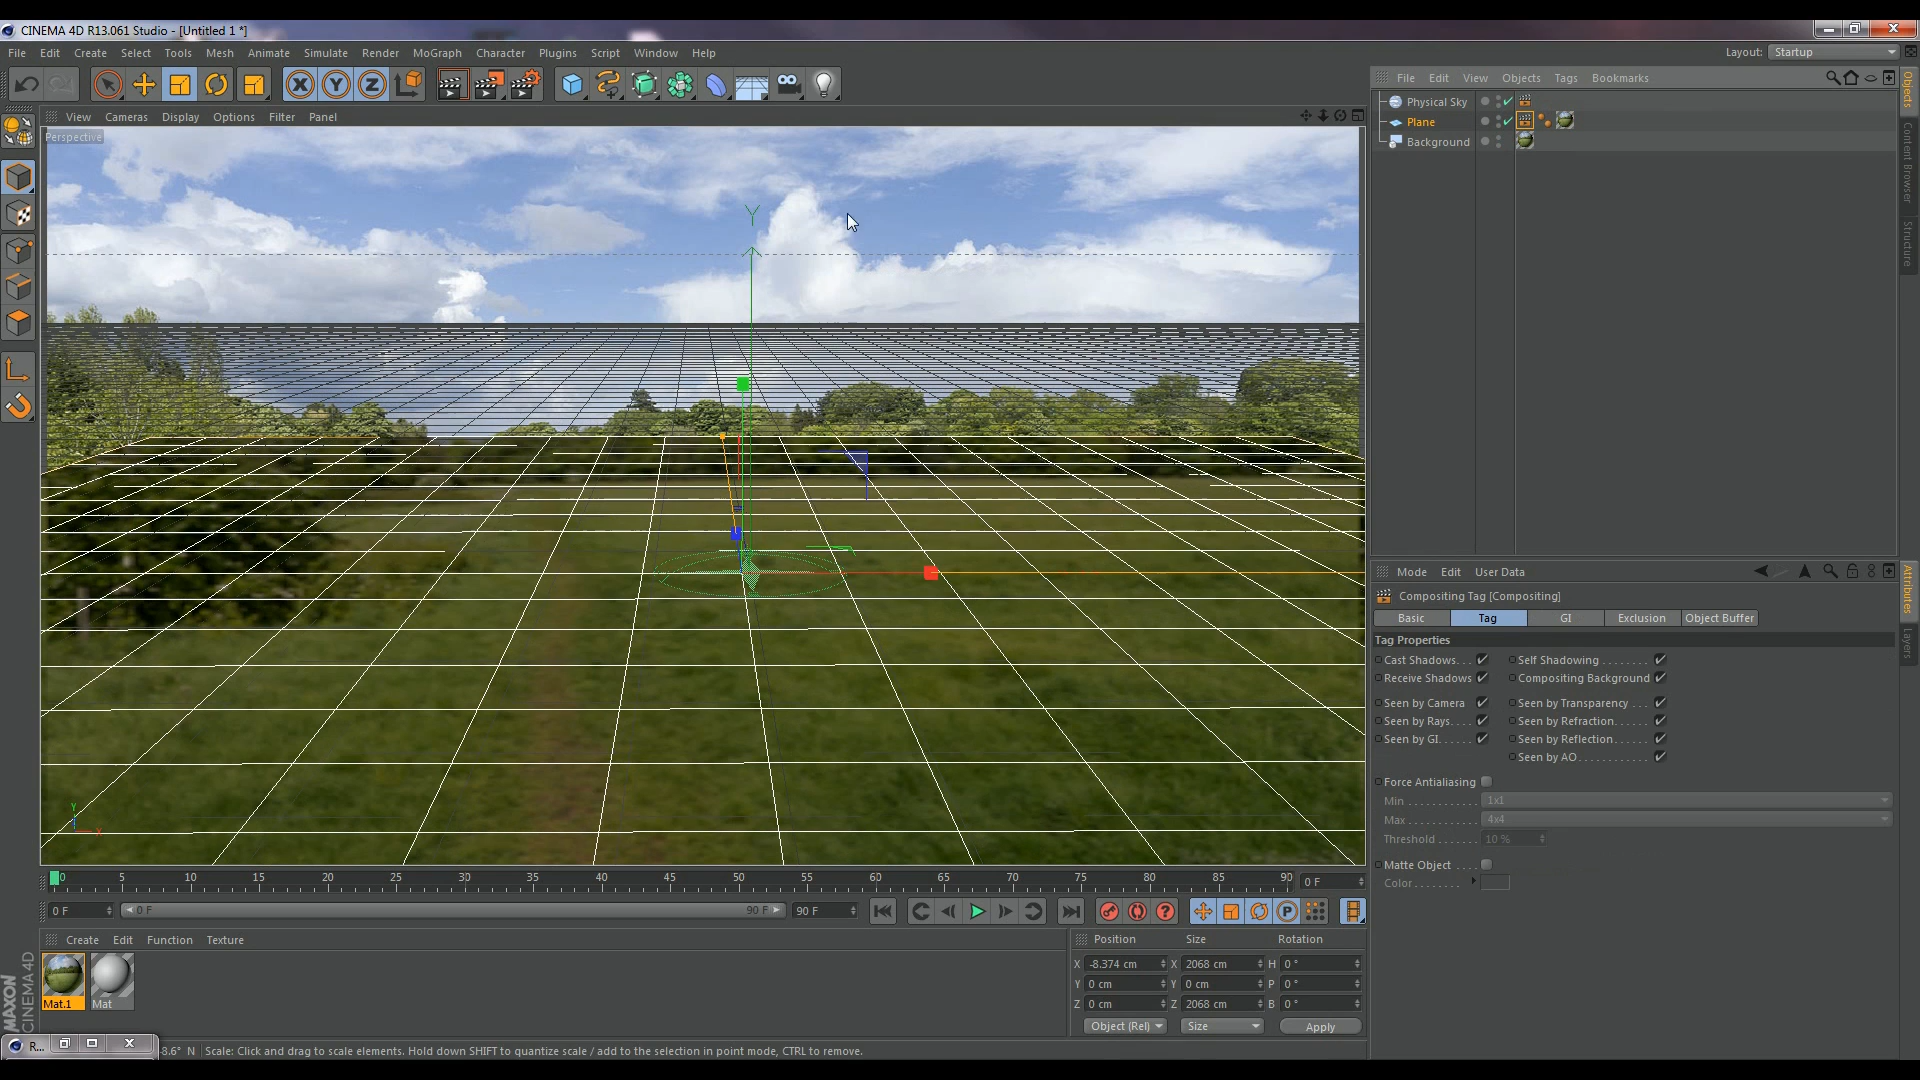 CINEMA 4D R13.061 Studio - [Untitled 1 *]
File Edit Create Select Tools Mesh Animate Simulate Render MoGraph Character Plugins Script Window Help
Layout: Startup
View Cameras Display Options Filter Panel
Perspective
Y
Y
X
File Edit View Objects Tags Bookmarks
Physical Sky
Plane
Background
Objects
Content Browser
Structure
Mode Edit User Data
Compositing Tag [Compositing]
Basic Tag GI Exclusion Object Buffer
Tag Properties
Cast Shadows. . . Self Shadowing . . . . . . . .
Receive Shadows Compositing Background
Seen by Camera Seen by Transparency . . .
Seen by Rays. . . . Seen by Refraction. . . . . .
Seen by GI. . . . . . Seen by Reflection. . . . . .
Seen by AO. . . . . . . . . . . .
Force Antialiasing
Min . . . . . . . . . . . 1x1
Max . . . . . . . . . . . 4x4
Threshold . . . . . . 10 %
Matte Object . . . .
Color . . . . . . . .
Attributes
Layers
0 5 10 15 20 25 30 35 40 45 50 55 60 65 70 75 80 85 90 0 F
0 F 0 F 90 F 90 F
Create Edit Function Texture
Mat.1 Mat
MAXON
CINEMA 4D
Position Size Rotation
X -8.374 cm X 2068 cm H 0 °
Y 0 cm Y 0 cm P 0 °
Z 0 cm Z 2068 cm B 0 °
Object (Rel) Size Apply
R...
-8.6° N Scale: Click and drag to scale elements. Hold down SHIFT to quantize scale / add to the selection in point mode, CTRL to remove.